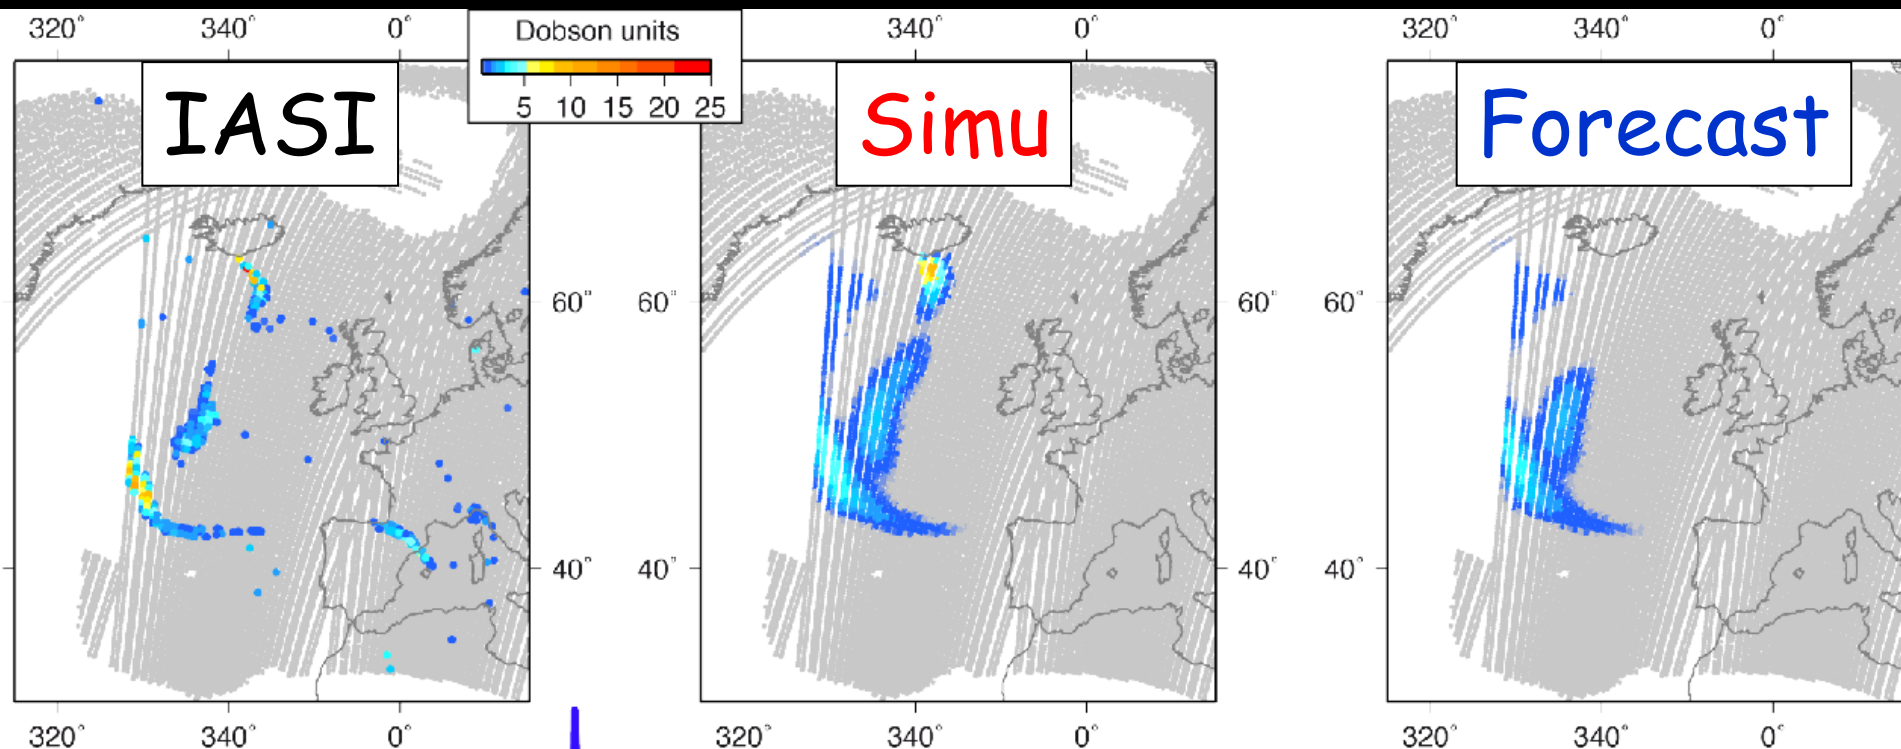 320° 340° 0°
Dobson units
5 10 15 20 25
340° 0°
320° 340° 0°
IASI
Simu
Forecast
60° 60° 60° 60°
40° 40° 40° 40°
320° 340° 0° 320° 340° 0° 320° 340° 0°